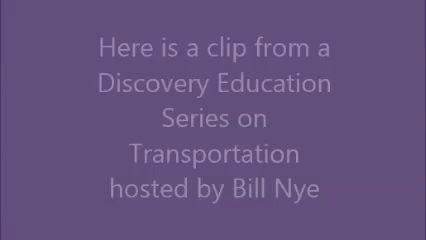 Here is a clip from a
Discovery Education
Series on
Transportation
hosted by Bill Nye